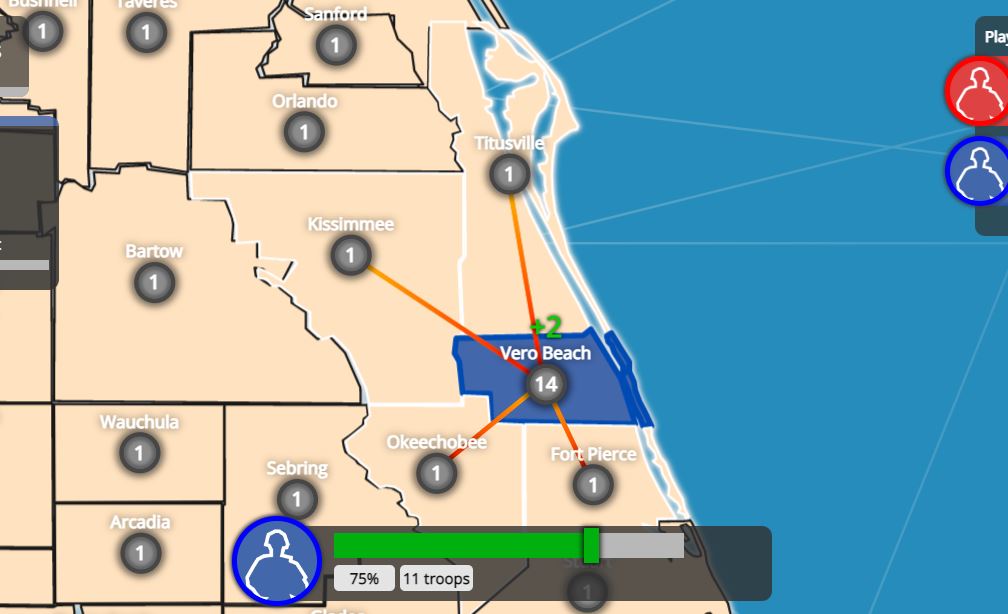 Bushnell
1
Tavares
1
Sanford
1
Orlando
1
Titusville
1
Kissimmee
1
Bartow
1
+2
Vero Beach
14
Wauchula
1
Okeechobee
1
Fort Pierce
1
Sebring
1
Arcadia
1
75%
11 troops
Stuart
1